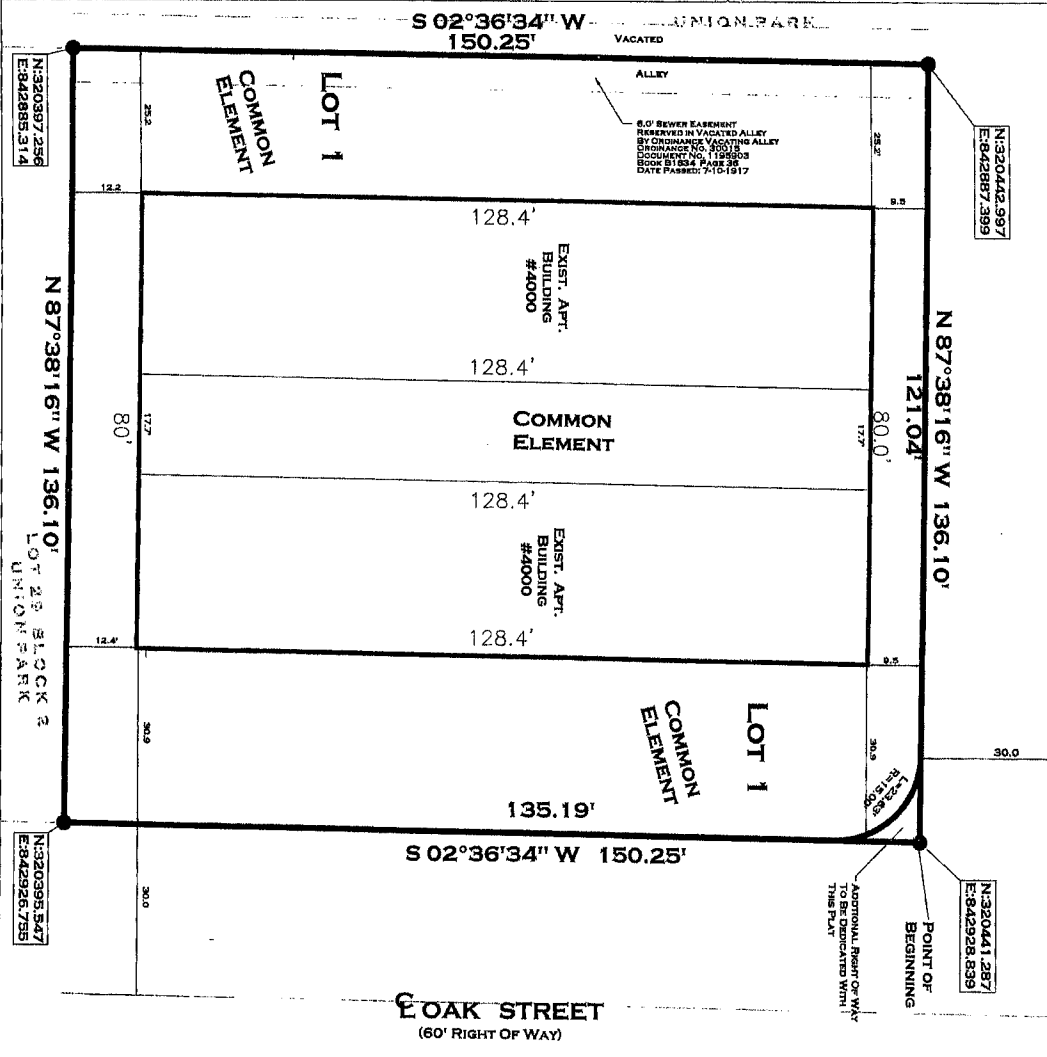 S 02°36'34" W
UNION PARK
150.25'
VACATED
ALLEY
N:320397.256
E:842885.314
N:320442.997
E:842887.399
LOT 1
COMMON
ELEMENT
25.2
25.2'
6.0' SEWER EASEMENT
RESERVED IN VACATED ALLEY
BY ORDINANCE VACATING ALLEY
ORDINANCE NO. 30015
DOCUMENT NO. 1195903
BOOK B1834 PAGE 36
DATE PASSED: 7-10-1917
12.2
9.5
128.4'
EXIST. APT.
BUILDING
#4000
N 87°38'16" W 136.10'
N 87°38'16" W 136.10'
121.04'
128.4'
COMMON
ELEMENT
17.7'
80'
17.7'
80.0'
128.4'
EXIST. APT.
BUILDING
#4000
128.4'
LOT 29 BLOCK 2
UNION PARK
12.4'
9.5
LOT 1
COMMON
ELEMENT
30.9
30.9
30.0
L=23.63'
R=15.00'
135.19'
S 02°36'34" W 150.25'
N:320395.547
E:842926.755
30.0
ADDITIONAL RIGHT OF WAY
TO BE DEDICATED WITH
THIS PLAT
POINT OF
BEGINNING
N:320441.287
E:842928.839
OAK STREET
(60' RIGHT OF WAY)